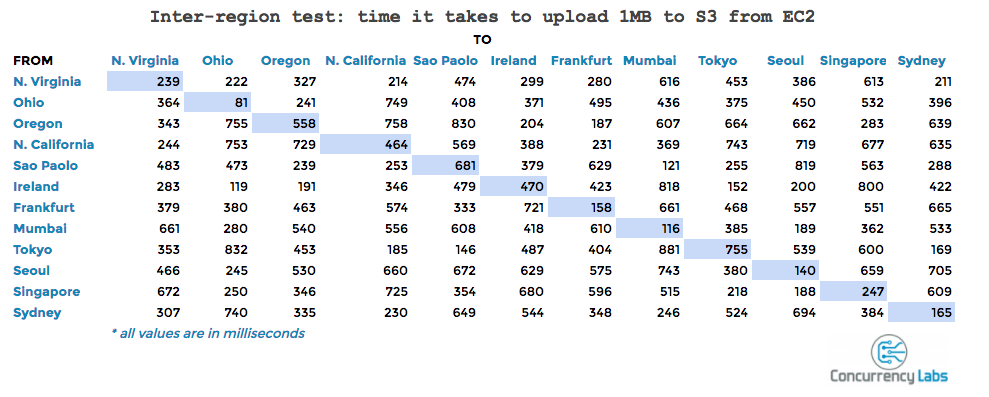 Inter-region test: time it takes to upload 1MB to S3 from EC2
TO
FROM N. Virginia Ohio Oregon N. California Sao Paolo Ireland Frankfurt Mumbai Tokyo Seoul Singapore Sydney
N. Virginia 239 222 327 214 474 299 280 616 453 386 613 211
Ohio 364 81 241 749 408 371 495 436 375 450 532 396
Oregon 343 755 558 758 830 204 187 607 664 662 283 639
N. California 244 753 729 464 569 388 231 369 743 719 677 635
Sao Paolo 483 473 239 253 681 379 629 121 255 819 563 288
Ireland 283 119 191 346 479 470 423 818 152 200 800 422
Frankfurt 379 380 463 574 333 721 158 661 468 557 551 665
Mumbai 661 280 540 556 608 418 610 116 385 189 362 533
Tokyo 353 832 453 185 146 487 404 881 755 539 600 169
Seoul 466 245 530 660 672 629 575 743 380 140 659 705
Singapore 672 250 346 725 354 680 596 515 218 188 247 609
Sydney 307 740 335 230 649 544 348 246 524 694 384 165
* all values are in milliseconds
Concurrency Labs